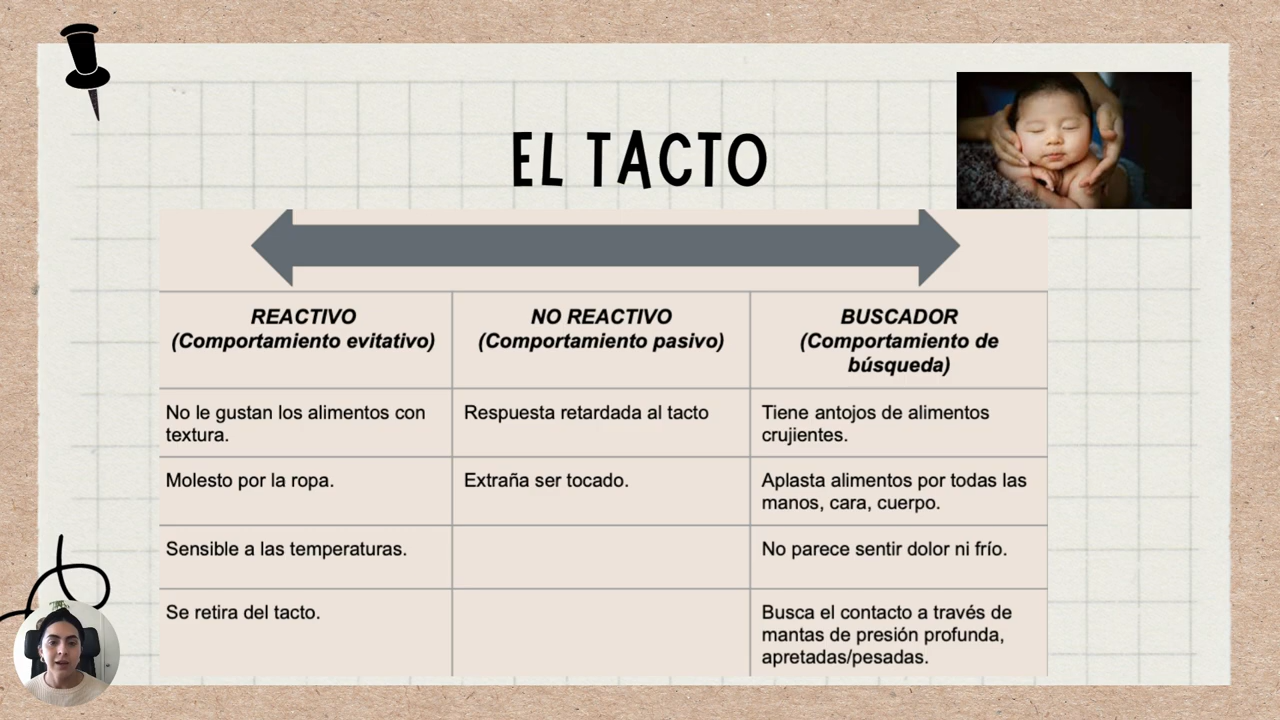 EL TACTO
REACTIVO
(Comportamiento evitativo)
NO REACTIVO
(Comportamiento pasivo)
BUSCADOR
(Comportamiento de
búsqueda)
No le gustan los alimentos con
textura.
Respuesta retardada al tacto
Tiene antojos de alimentos
crujientes.
Molesto por la ropa.
Extraña ser tocado.
Aplasta alimentos por todas las
manos, cara, cuerpo.
Sensible a las temperaturas.
No parece sentir dolor ni frío.
Se retira del tacto.
Busca el contacto a través de
mantas de presión profunda,
apretadas/pesadas.